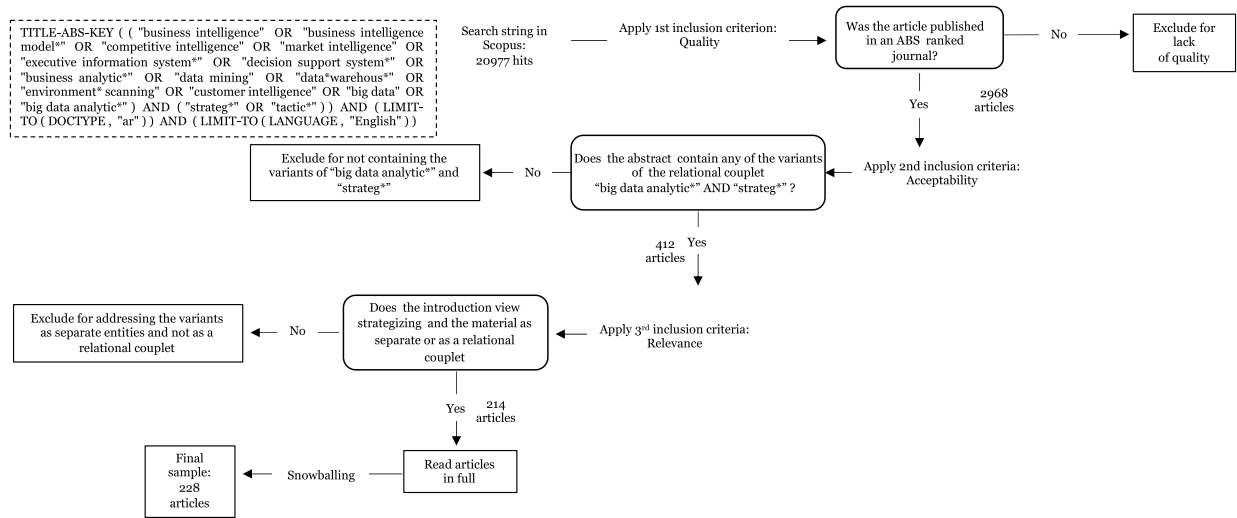 TITLE-ABS-KEY ( ( "business intelligence" OR "business intelligence
model*" OR "competitive intelligence" OR "market intelligence" OR
"executive information system*" OR "decision support system*" OR
"business analytic*" OR "data mining" OR "data*warehous*" OR
"environment* scanning" OR "customer intelligence" OR "big data" OR
"big data analytic*" ) AND ( "strateg*" OR "tactic*" ) ) AND ( LIMIT-
TO ( DOCTYPE , "ar" ) ) AND ( LIMIT-TO ( LANGUAGE , "English" ) )
Search string in
Scopus:
20977 hits
Apply 1st inclusion criterion:
Quality
Was the article published
in an ABS ranked
journal?
No
Exclude for
lack
of quality
Yes
2968
articles
Apply 2nd inclusion criteria:
Acceptability
Does the abstract contain any of the variants
of the relational couplet
“big data analytic*” AND “strateg*” ?
No
Exclude for not containing the
variants of “big data analytic*” and
“strateg*”
412
articles
Yes
Apply 3rd inclusion criteria:
Relevance
Does the introduction view
strategizing and the material as
separate or as a relational
couplet
No
Exclude for addressing the variants
as separate entities and not as a
relational couplet
Yes
214
articles
Read articles
in full
Snowballing
Final
sample:
228
articles